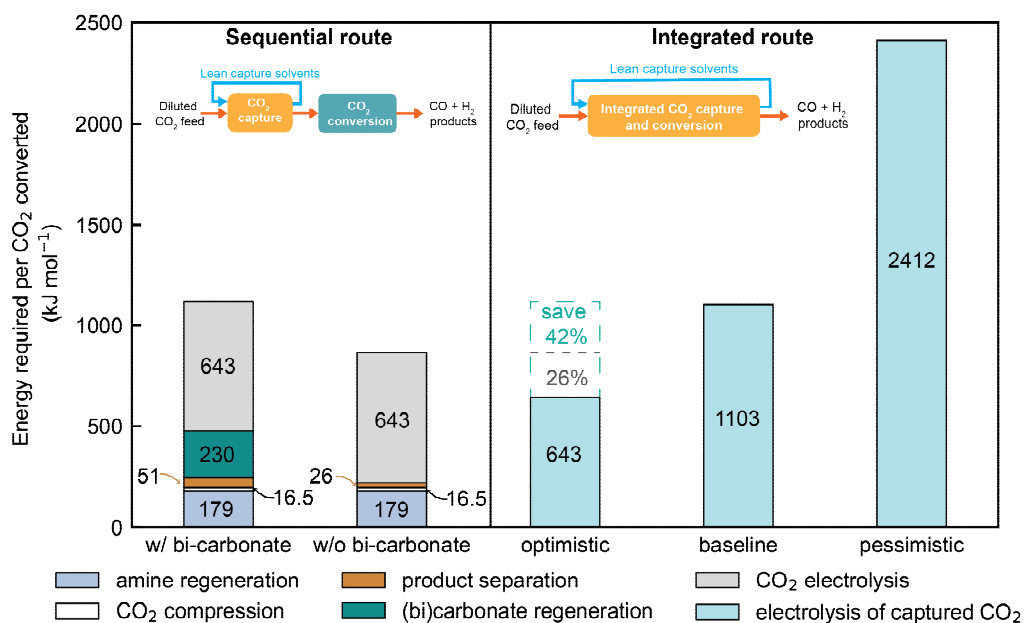 Energy required per CO₂ converted
(kJ mol⁻¹)
2500
2000
1500
1000
500
0
Sequential route
Lean capture solvents
Diluted
CO₂ feed
CO₂
capture
CO₂
conversion
CO + H₂
products
Integrated route
Lean capture solvents
Diluted
CO₂ feed
Integrated CO₂ capture
and conversion
CO + H₂
products
643
230
51
16.5
179
643
26
16.5
179
save
42%
26%
643
1103
2412
w/ bi-carbonate
w/o bi-carbonate
optimistic
baseline
pessimistic
amine regeneration
product separation
CO₂ electrolysis
CO₂ compression
(bi)carbonate regeneration
electrolysis of captured CO₂